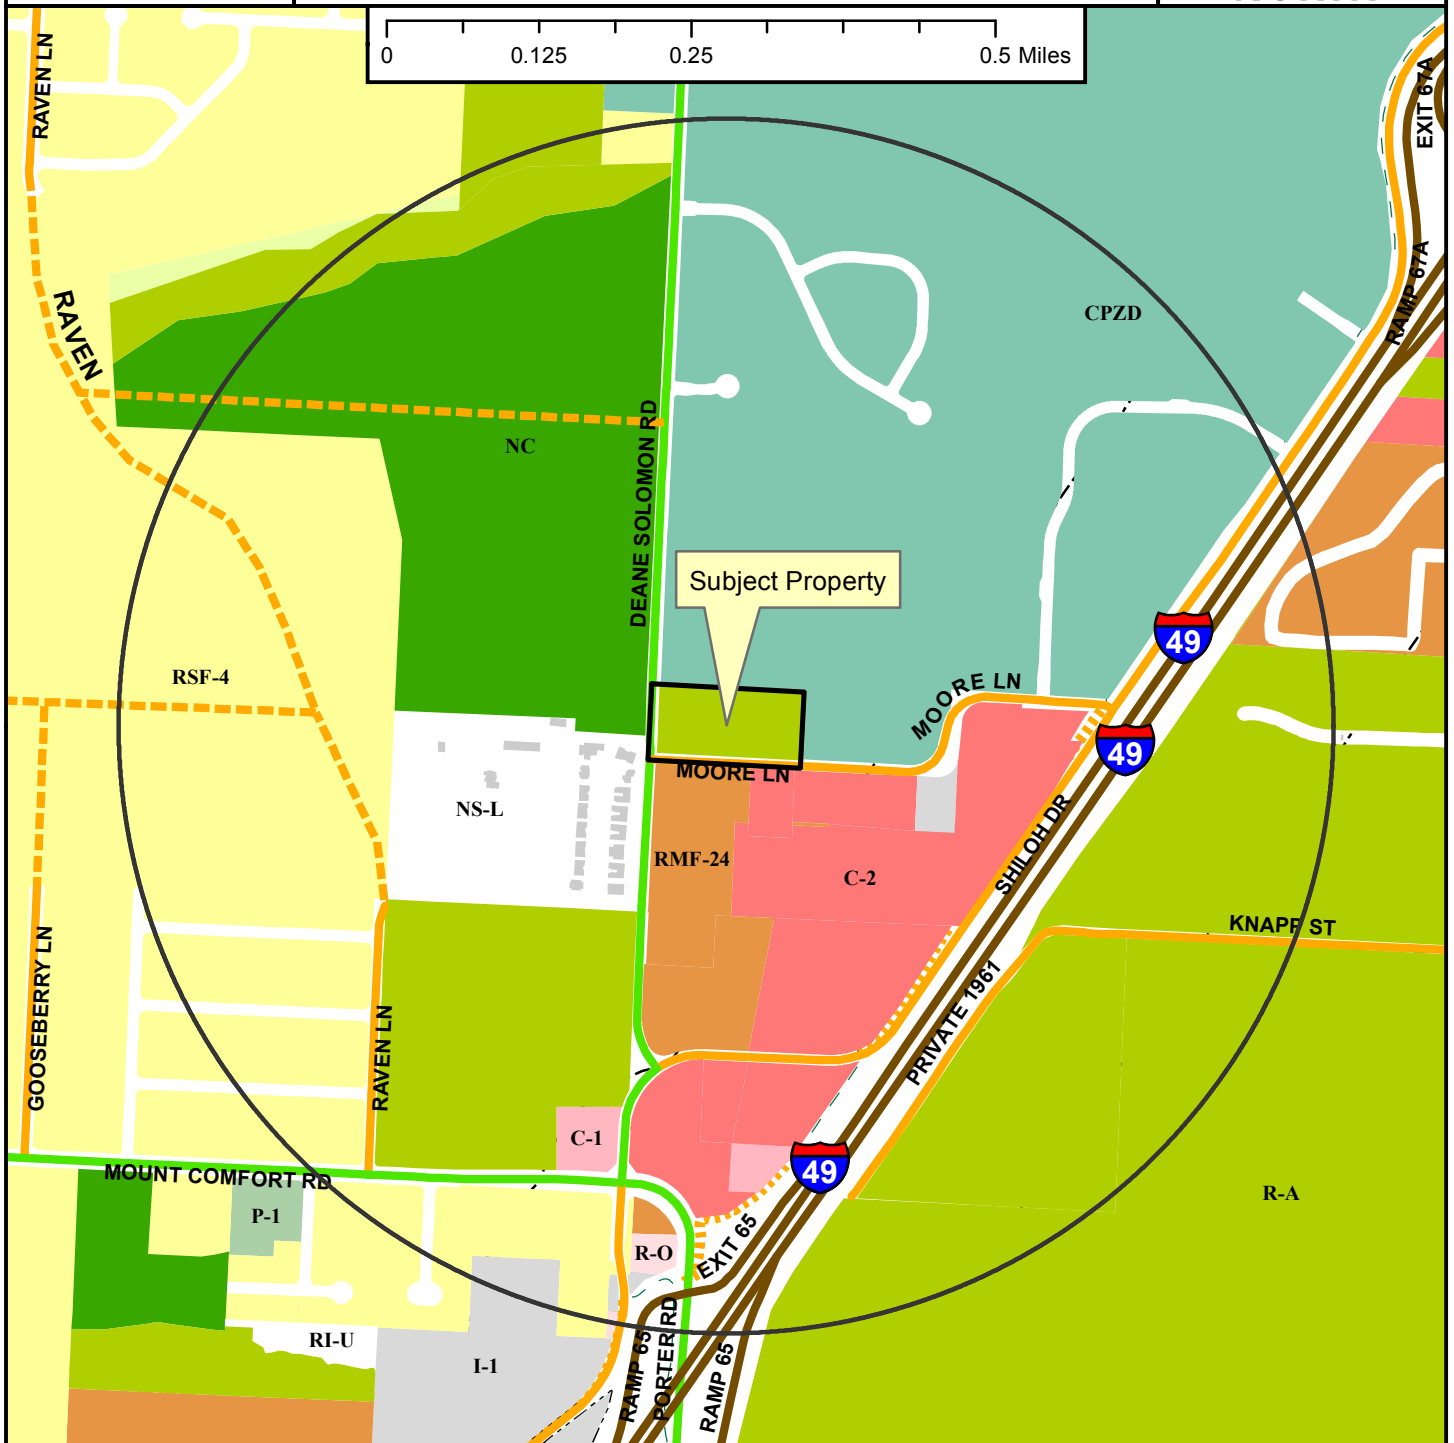 0 0.125 0.25 0.5 Miles
RAVEN LN
EXIT 67A
RAMP 67A
RAVEN
CPZD
NC
DEANE SOLOMON RD
Subject Property
49
RSF-4
MOORE LN
49
MOORE LN
NS-L
RMF-24
C-2
SHILOH DR
KNAPP ST
PRIVATE 1961
GOOSEBERRY LN
RAVEN LN
C-1
49
MOUNT COMFORT RD
P-1
R-A
R-O
EXIT 65
RI-U
I-1
RAMP 65
PORTER RD
RAMP 65